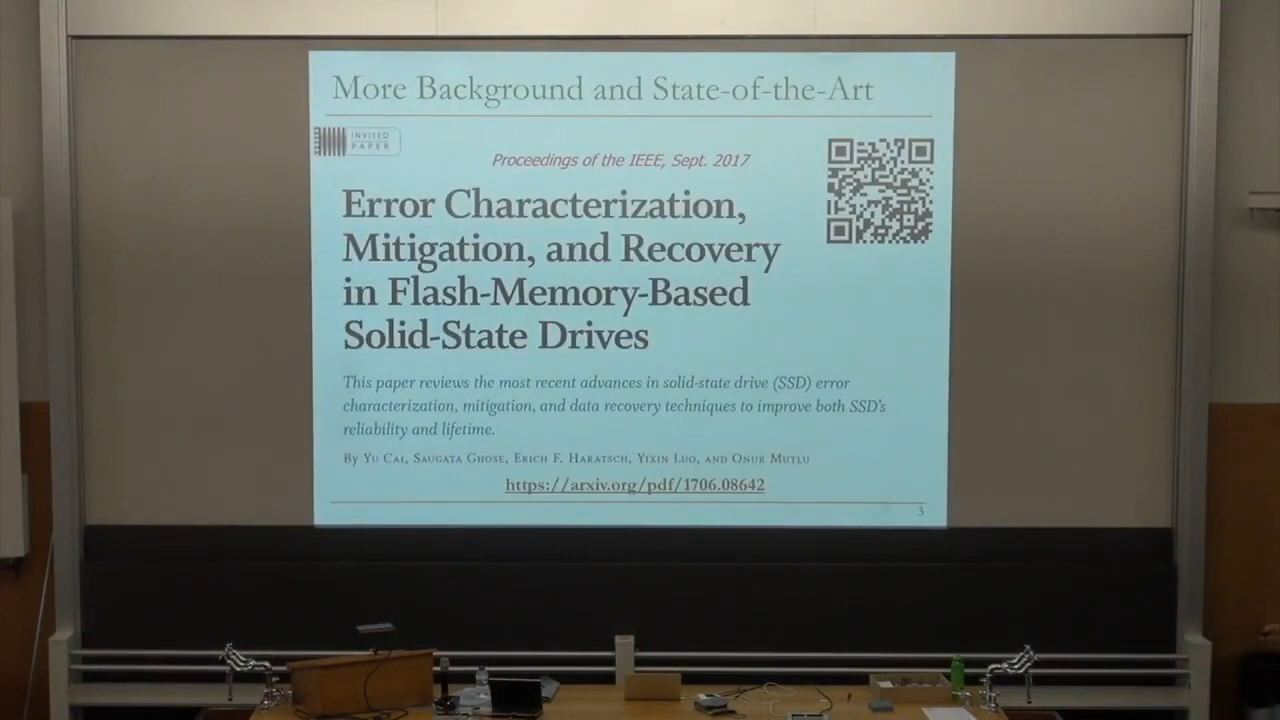 More Background and State-of-the-Art
INVITED
PAPER
Proceedings of the IEEE, Sept. 2017
Error Characterization,
Mitigation, and Recovery
in Flash-Memory-Based
Solid-State Drives
This paper reviews the most recent advances in solid-state drive (SSD) error
characterization, mitigation, and data recovery techniques to improve both SSD's
reliability and lifetime.
By Yu Cai, Saugata Ghose, Erich F. Haratsch, Yixin Luo, and Onur Mutlu
https://arxiv.org/pdf/1706.08642
3